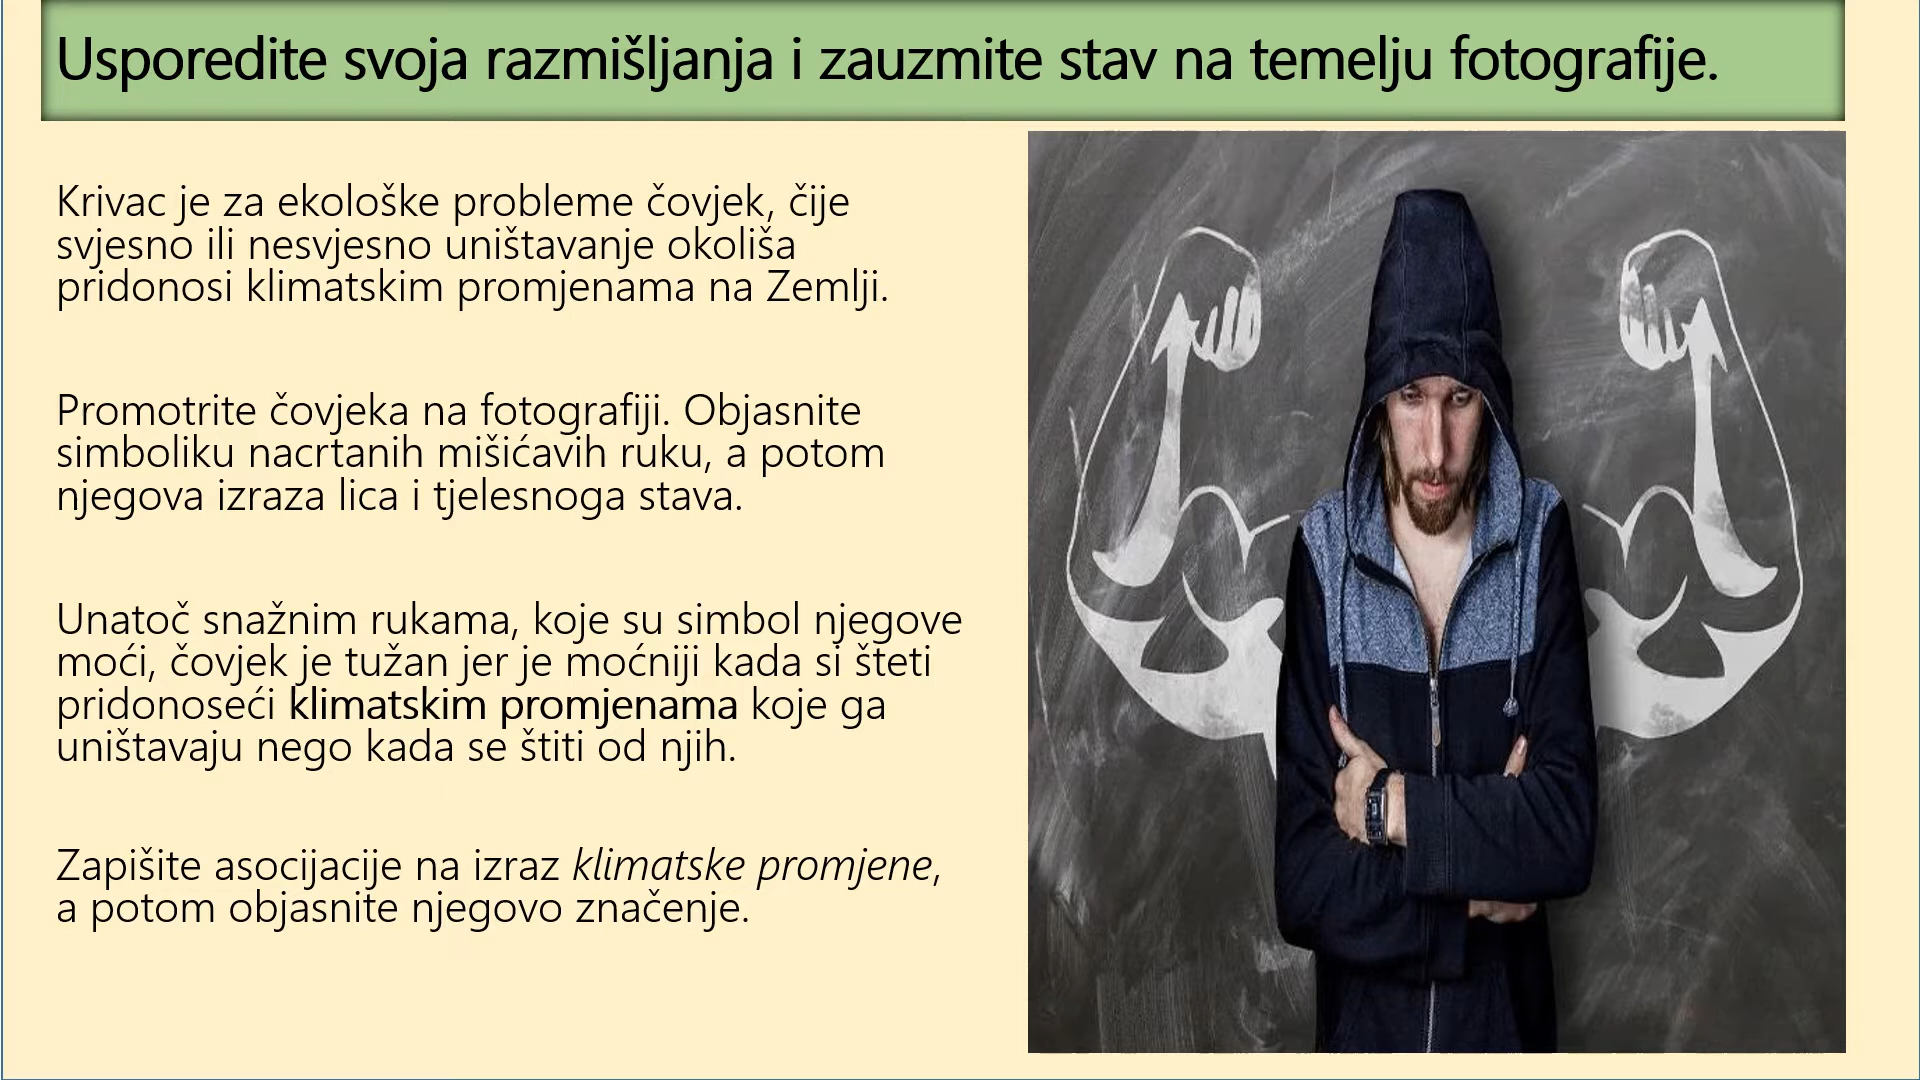 Usporedite svoja razmišljanja i zauzmite stav na temelju fotografije.
Krivac je za ekološke probleme čovjek, čije
svjesno ili nesvjesno uništavanje okoliša
pridonosi klimatskim promjenama na Zemlji.
Promotrite čovjeka na fotografiji. Objasnite
simboliku nacrtanih mišićavih ruku, a potom
njegova izraza lica i tjelesnoga stava.
Unatoč snažnim rukama, koje su simbol njegove
moći, čovjek je tužan jer je moćniji kada si šteti
pridonoseći klimatskim promjenama koje ga
uništavaju nego kada se štiti od njih.
Zapišite asocijacije na izraz klimatske promjene,
a potom objasnite njegovo značenje.